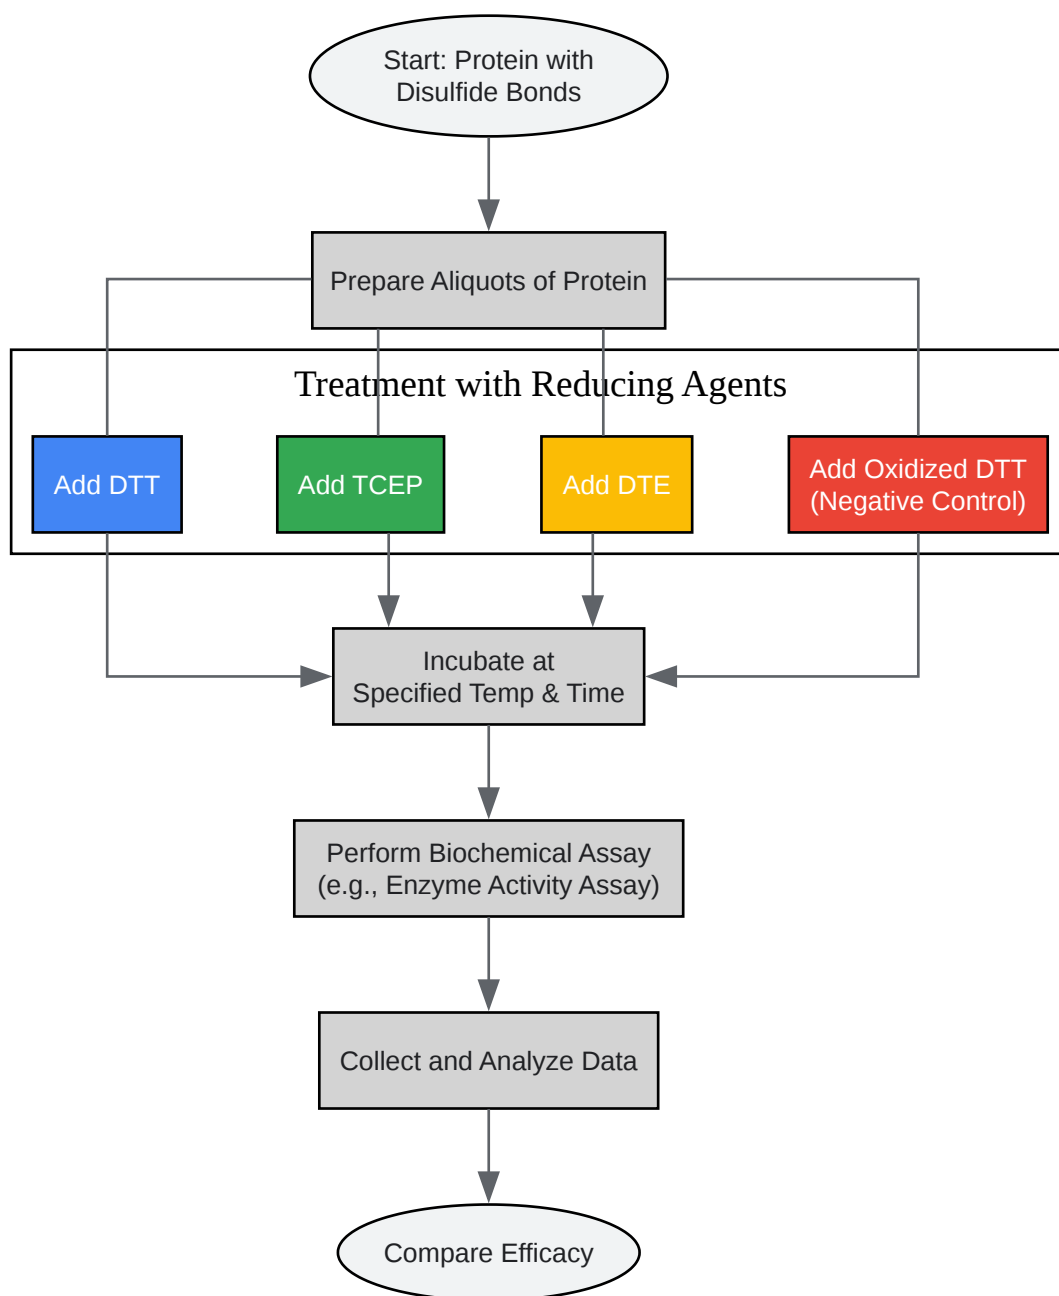 Start: Protein with
Disulfide Bonds
Prepare Aliquots of Protein
Treatment with Reducing Agents
Add DTT
Add TCEP
Add DTE
Add Oxidized DTT
(Negative Control)
Incubate at
Specified Temp & Time
Perform Biochemical Assay
(e.g., Enzyme Activity Assay)
Collect and Analyze Data
Compare Efficacy